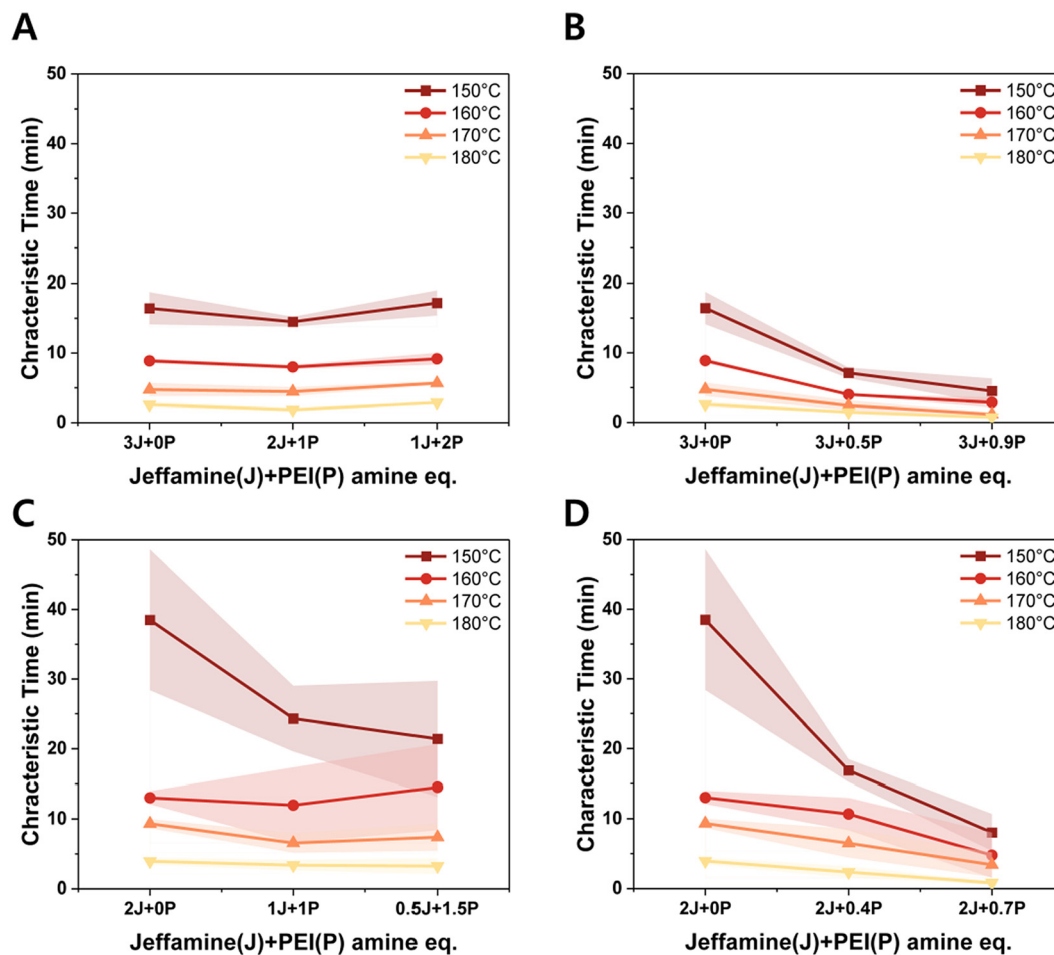 A
50
40
30
20
10
0
Chracteristic Time (min)
150°C
160°C
170°C
180°C
3J+0P 2J+1P 1J+2P
Jeffamine(J)+PEI(P) amine eq.
B
50
40
30
20
10
0
Chracteristic Time (min)
150°C
160°C
170°C
180°C
3J+0P 3J+0.5P 3J+0.9P
Jeffamine(J)+PEI(P) amine eq.
C
50
40
30
20
10
0
Chracteristic Time (min)
150°C
160°C
170°C
180°C
2J+0P 1J+1P 0.5J+1.5P
Jeffamine(J)+PEI(P) amine eq.
D
50
40
30
20
10
0
Characteristic Time (min)
150°C
160°C
170°C
180°C
2J+0P 2J+0.4P 2J+0.7P
Jeffamine(J)+PEI(P) amine eq.